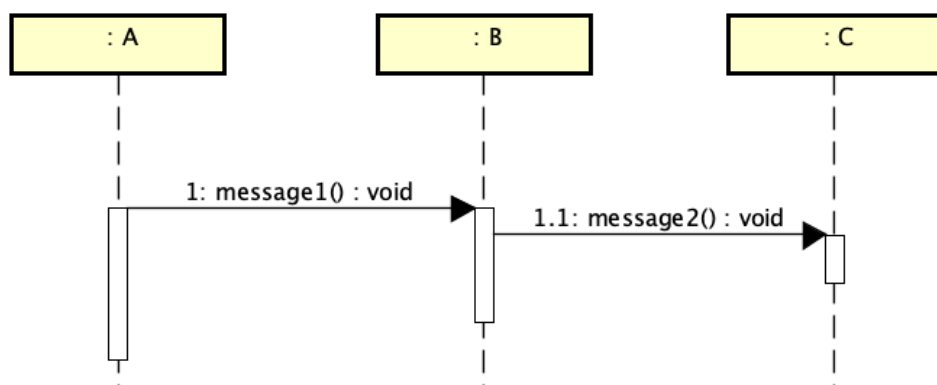 : A
: B
: C
1: message1() : void
1.1: message2() : void